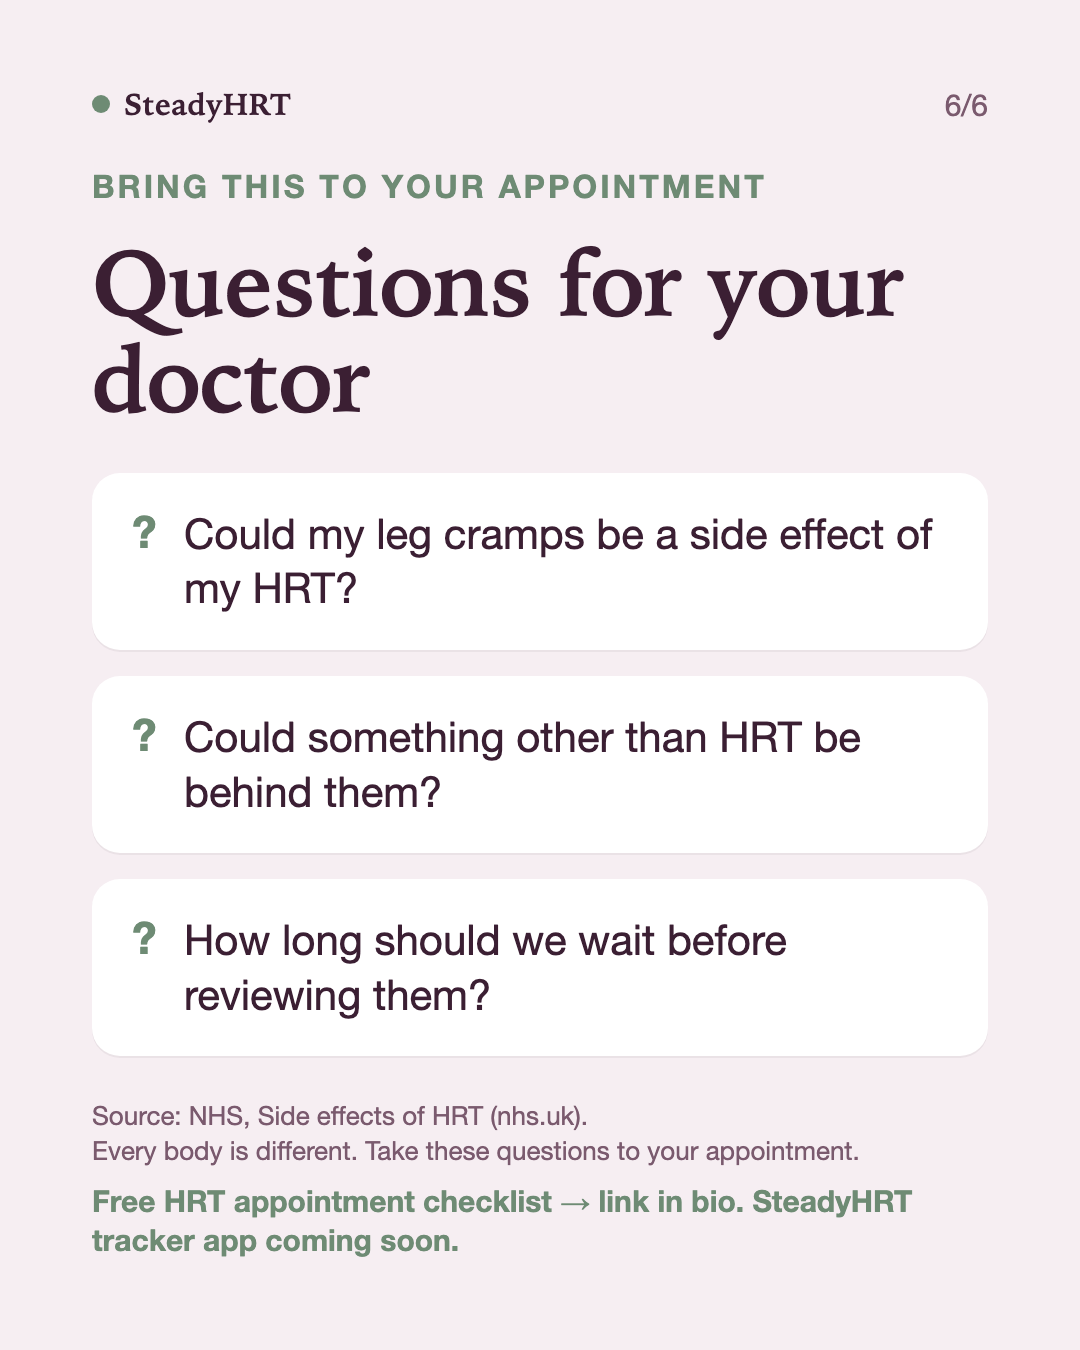 SteadyHRT
6/6
BRING THIS TO YOUR APPOINTMENT
Questions for your
doctor
? Could my leg cramps be a side effect of
my HRT?
? Could something other than HRT be
behind them?
? How long should we wait before
reviewing them?
Source: NHS, Side effects of HRT (nhs.uk).
Every body is different. Take these questions to your appointment.
Free HRT appointment checklist → link in bio. SteadyHRT
tracker app coming soon.